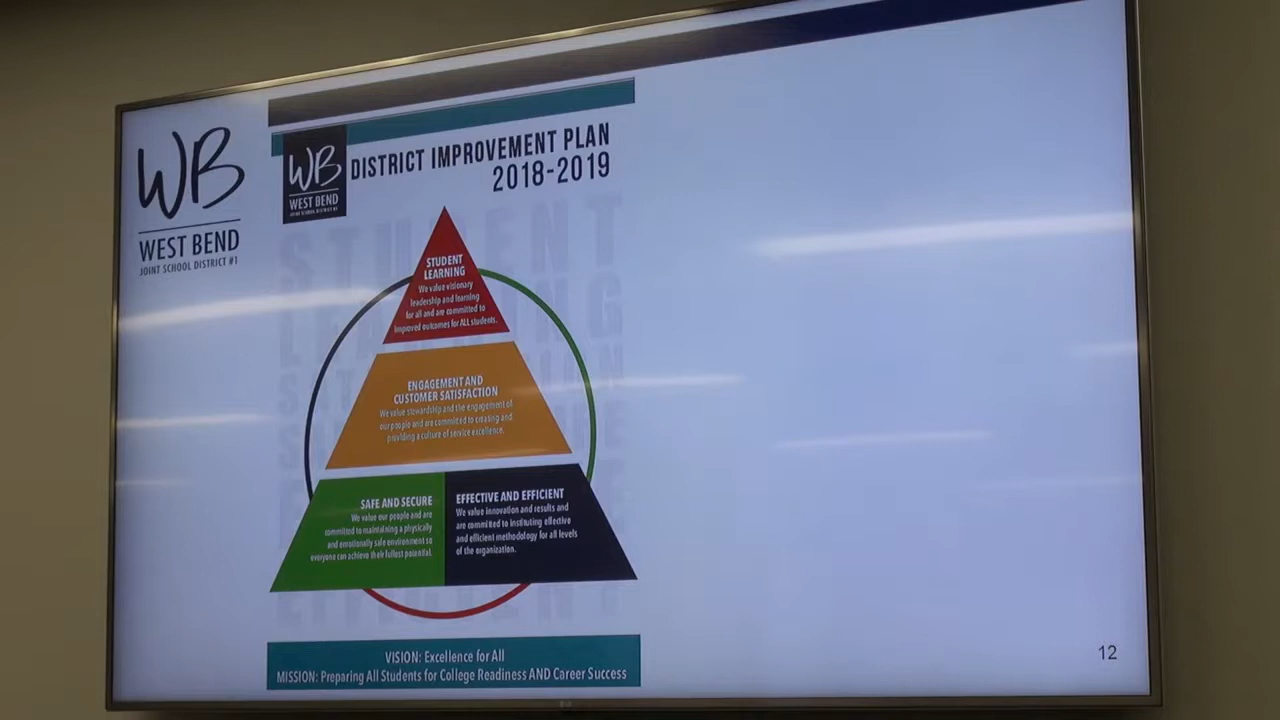 WB
WEST BEND
JOINT SCHOOL DISTRICT #1
WB
WEST BEND
JOINT SCHOOL DISTRICT #1
DISTRICT IMPROVEMENT PLAN
2018-2019
STUDENT
LEARNING
We value visionary
leadership and learning
for all and are committed to
improved outcomes for ALL students.
ENGAGEMENT AND
CUSTOMER SATISFACTION
We value stewardship and the engagement of
our people and are committed to creating and
providing a culture of service excellence.
SAFE AND SECURE
We value our people and are
committed to maintaining a physically
and emotionally safe environment so
everyone can achieve their fullest potential.
EFFECTIVE AND EFFICIENT
We value innovation and results and
are committed to instituting effective
and efficient methodology for all levels
of the organization.
VISION: Excellence for All
MISSION: Preparing All Students for College Readiness AND Career Success
12